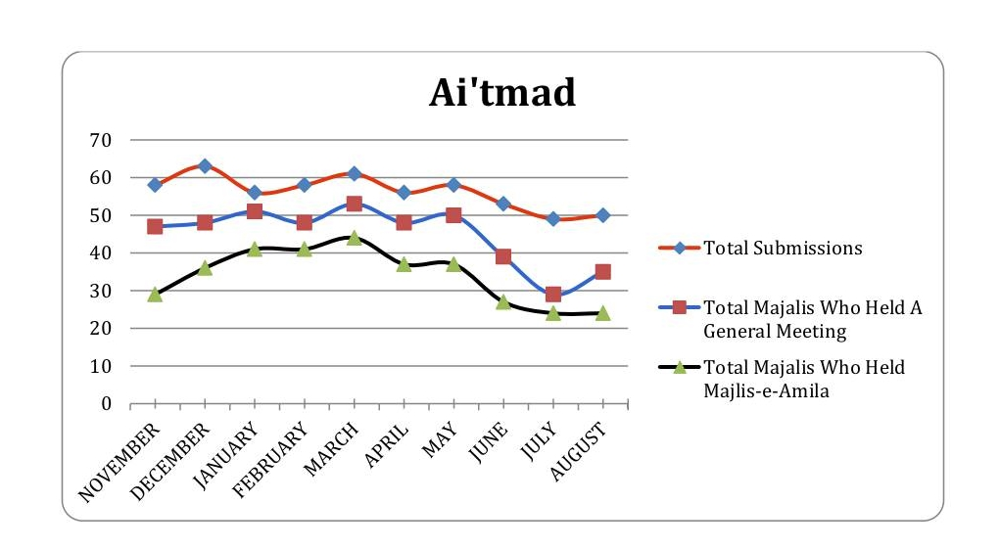 Ai'tmad
70
60
50
40
30
20
10
0
NOVEMBER
DECEMBER
JANUARY
FEBRUARY
MARCH
APRIL
MAY
JUNE
JULY
AUGUST
Total Submissions
Total Majalis Who Held A
General Meeting
Total Majalis Who Held
Majlis-e-Amila